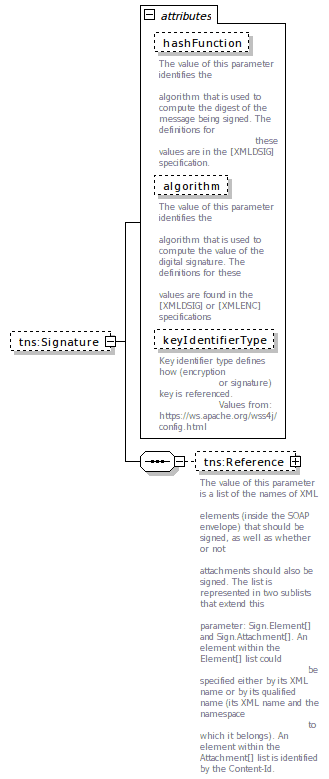 attributes
hashFunction
The value of this parameter
identifies the
algorithm that is used to
compute the digest of the
message being signed. The
definitions for
these
values are in the [XMLDSIG]
specification.
algorithm
The value of this parameter
identifies the
algorithm that is used to
compute the value of the
digital signature. The
definitions for these
values are found in the
[XMLDSIG] or [XMLENC]
specifications
tns:Signature
keyIdentifierType
Key identifier type defines
how (encryption
or signature)
key is referenced.
Values from:
https://ws.apache.org/wss4j/
config.html
tns:Reference
The value of this parameter
is a list of the names of XML
elements (inside the SOAP
envelope) that should be
signed, as well as whether
or not
attachments should also be
signed. The list is
represented in two sublists
that extend this
parameter: Sign.Element[]
and Sign.Attachment[]. An
element within the
Element[] list could
be
specified either by its XML
name or by its qualified
name (its XML name and the
namespace
to
which it belongs). An
element within the
Attachment[] list is identified
by the Content-Id.